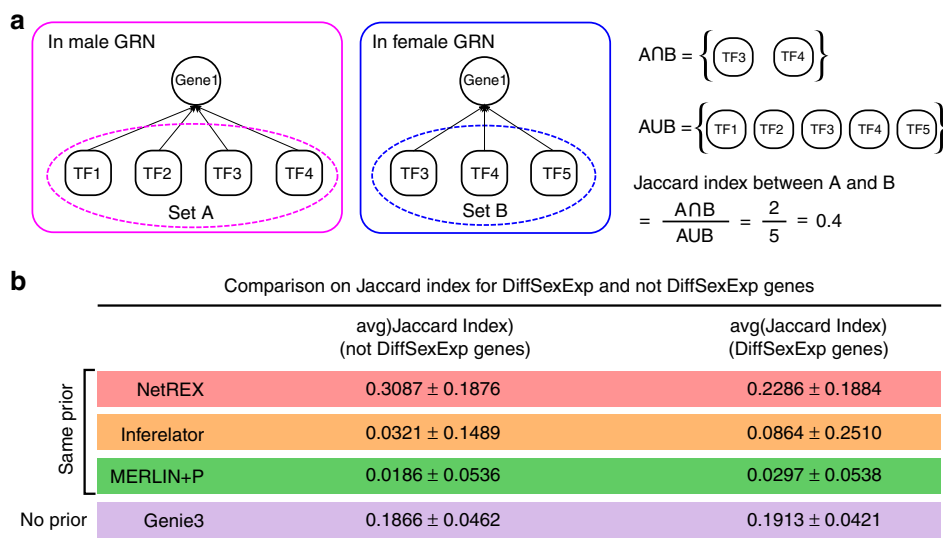 a
In male GRN
Gene1
TF1 TF2 TF3 TF4
Set A
In female GRN
Gene1
TF3 TF4 TF5
Set B
A∩B = { TF3 TF4 }
AUB = { TF1 TF2 TF3 TF4 TF5 }
Jaccard index between A and B
= A∩B / AUB = 2 / 5 = 0.4
b
Comparison on Jaccard index for DiffSexExp and not DiffSexExp genes
avg)Jaccard Index) avg(Jaccard Index)
(not DiffSexExp genes) (DiffSexExp genes)
Same prior
NetREX 0.3087 ± 0.1876 0.2286 ± 0.1884
Inferelator 0.0321 ± 0.1489 0.0864 ± 0.2510
MERLIN+P 0.0186 ± 0.0536 0.0297 ± 0.0538
No prior Genie3 0.1866 ± 0.0462 0.1913 ± 0.0421